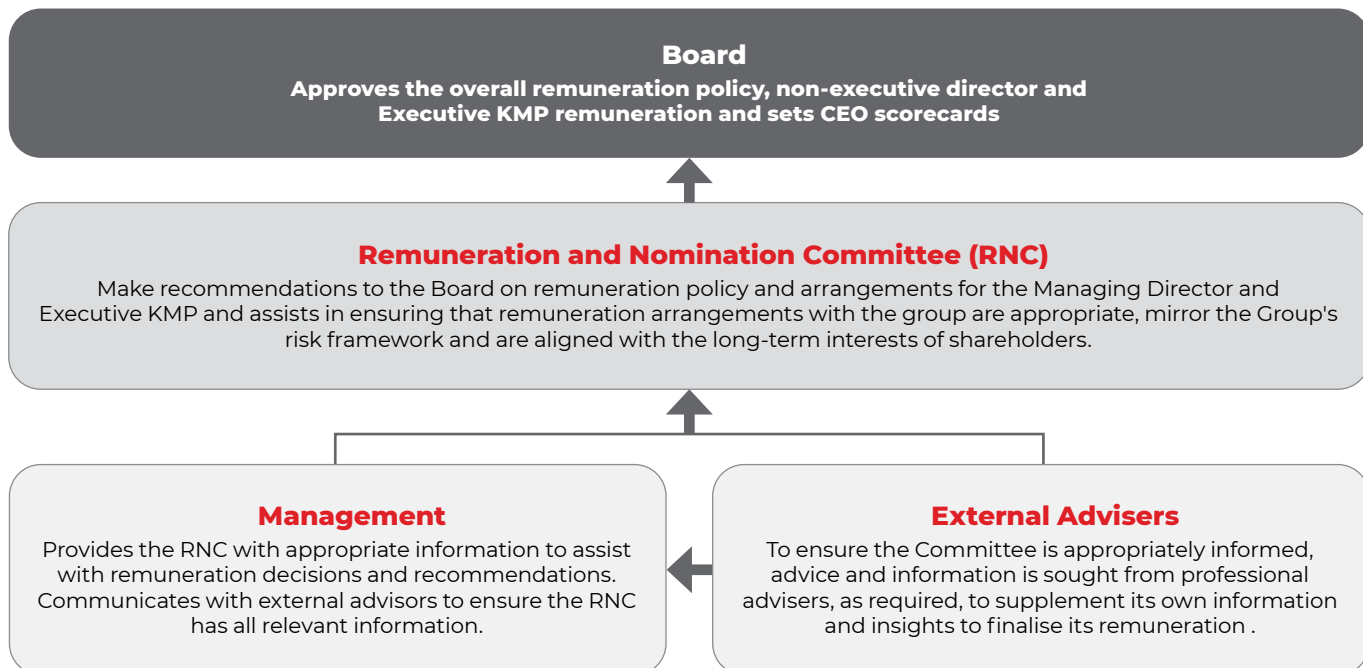 Board
Approves the overall remuneration policy, non-executive director and
Executive KMP remuneration and sets CEO scorecards
Remuneration and Nomination Committee (RNC)
Make recommendations to the Board on remuneration policy and arrangements for the Managing Director and
Executive KMP and assists in ensuring that remuneration arrangements with the group are appropriate, mirror the Group's
risk framework and are aligned with the long-term interests of shareholders.
Management
Provides the RNC with appropriate information to assist
with remuneration decisions and recommendations.
Communicates with external advisors to ensure the RNC
has all relevant information.
External Advisers
To ensure the Committee is appropriately informed,
advice and information is sought from professional
advisers, as required, to supplement its own information
and insights to finalise its remuneration .